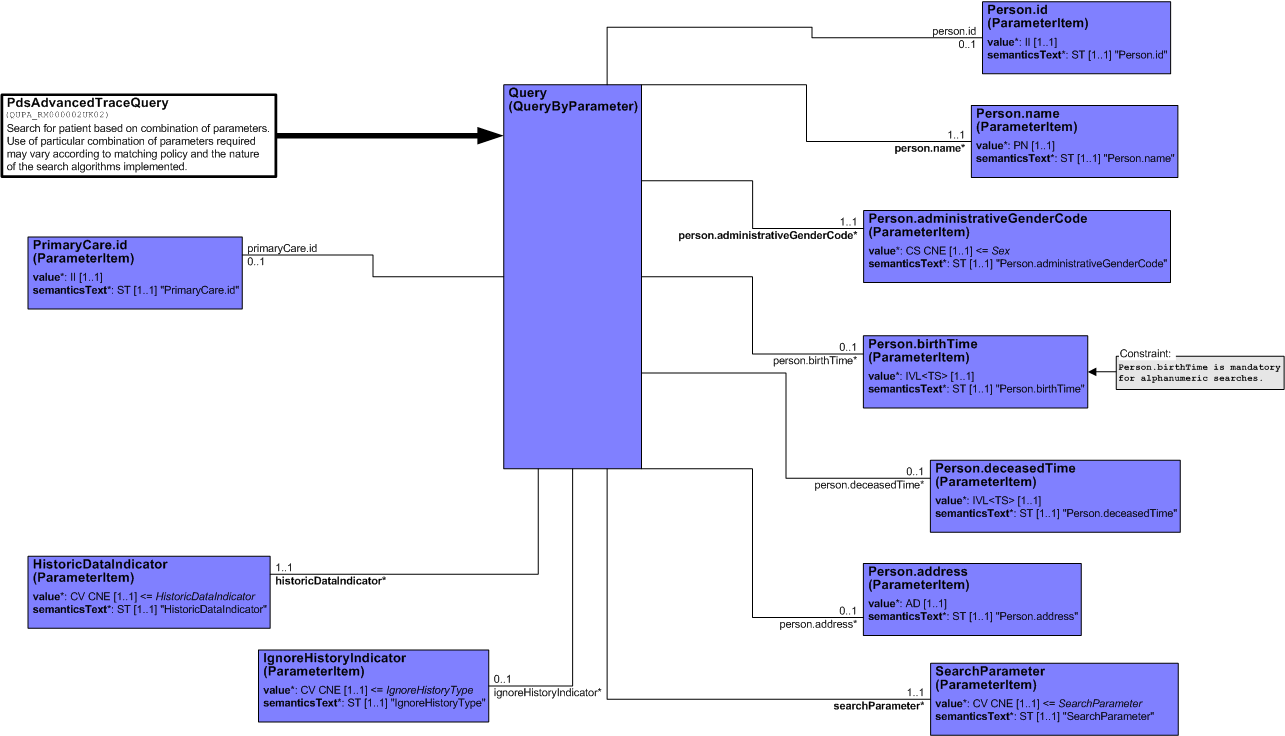 Person.id
(ParameterItem)
value*: II [1..1]
semanticsText*: ST [1..1] "Person.id"
person.id
0..1
Query
(QueryByParameter)
PdsAdvancedTraceQuery
(QUPA_RM000002UK02)
Search for patient based on combination of parameters.
Use of particular combination of parameters required
may vary according to matching policy and the nature
of the search algorithms implemented.
Person.name
(ParameterItem)
value*: PN [1..1]
semanticsText*: ST [1..1] "Person.name"
1..1
person.name*
Person.administrativeGenderCode
(ParameterItem)
value*: CS CNE [1..1] <= Sex
semanticsText*: ST [1..1] "Person.administrativeGenderCode"
1..1
person.administrativeGenderCode*
PrimaryCare.id
(ParameterItem)
value*: II [1..1]
semanticsText*: ST [1..1] "PrimaryCare.id"
primaryCare.id
0..1
Person.birthTime
(ParameterItem)
value*: IVL<TS> [1..1]
semanticsText*: ST [1..1] "Person.birthTime"
0..1
person.birthTime*
Constraint:
Person.birthTime is mandatory
for alphanumeric searches.
Person.deceasedTime
(ParameterItem)
value*: IVL<TS> [1..1]
semanticsText*: ST [1..1] "Person.deceasedTime"
0..1
person.deceasedTime*
HistoricDataIndicator
(ParameterItem)
value*: CV CNE [1..1] <= HistoricDataIndicator
semanticsText*: ST [1..1] "HistoricDataIndicator"
1..1
historicDataIndicator*
Person.address
(ParameterItem)
value*: AD [1..1]
semanticsText*: ST [1..1] "Person.address"
0..1
person.address*
IgnoreHistoryIndicator
(ParameterItem)
value*: CV CNE [1..1] <= IgnoreHistoryType
semanticsText*: ST [1..1] "IgnoreHistoryType"
0..1
ignoreHistoryIndicator*
SearchParameter
(ParameterItem)
value*: CV CNE [1..1] <= SearchParameter
semanticsText*: ST [1..1] "SearchParameter"
1..1
searchParameter*